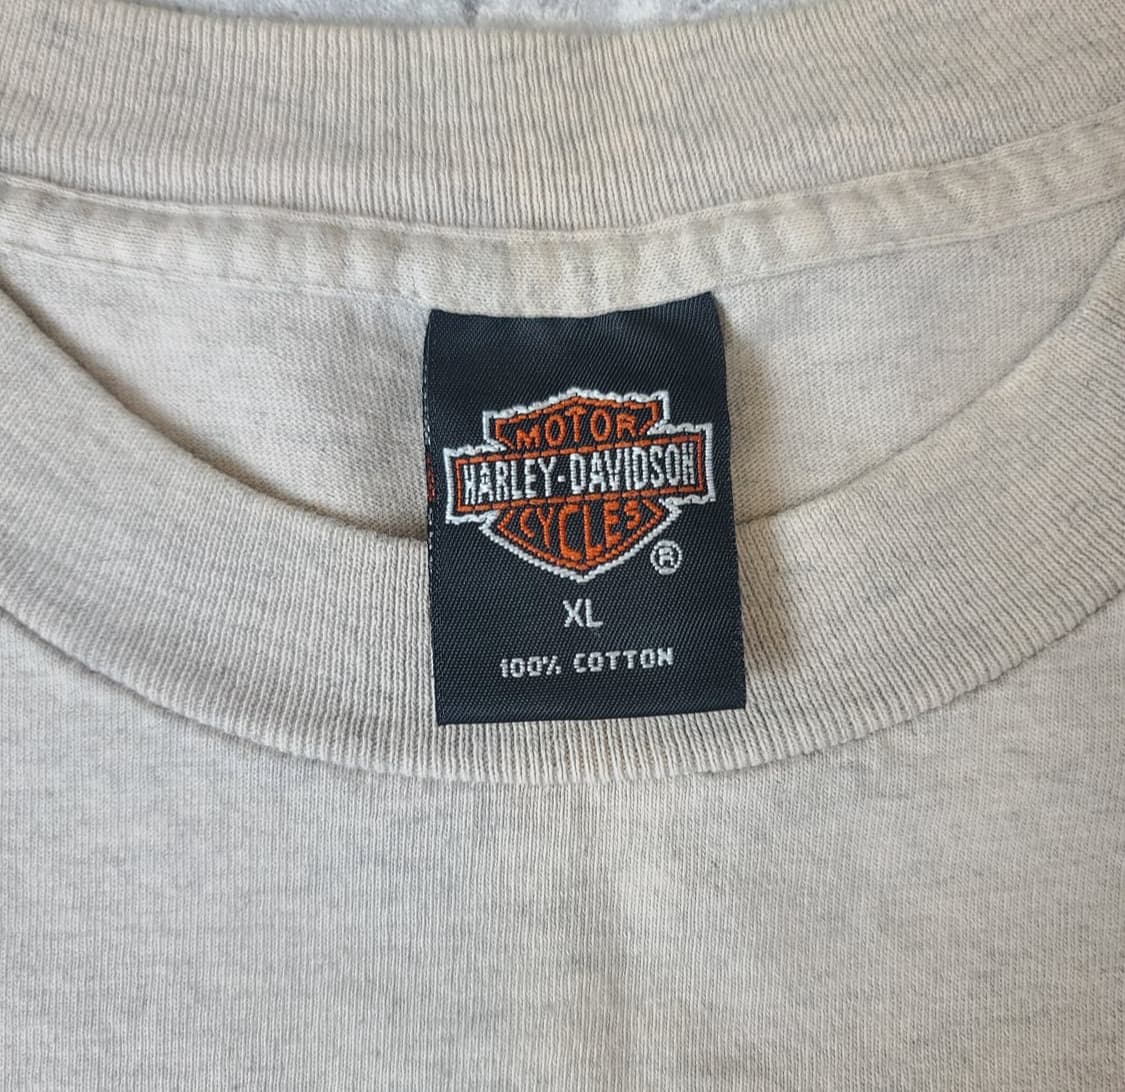 MOTOR
HARLEY-DAVIDSON
CYCLES
®
XL
100% COTTON